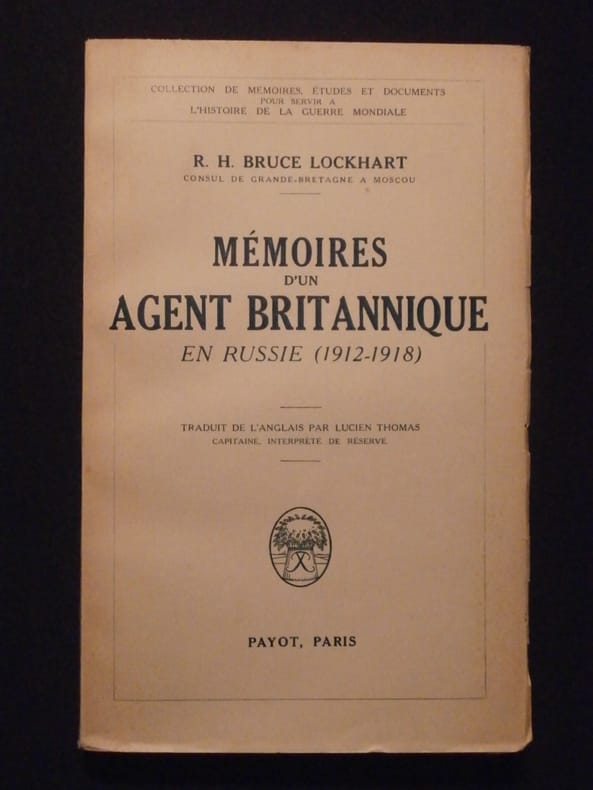 COLLECTION DE MÉMOIRES, ÉTUDES ET DOCUMENTS
POUR SERVIR A
L'HISTOIRE DE LA GUERRE MONDIALE
R. H. BRUCE LOCKHART
CONSUL DE GRANDE-BRETAGNE A MOSCOU
MÉMOIRES
D'UN
AGENT BRITANNIQUE
EN RUSSIE (1912-1918)
TRADUIT DE L'ANGLAIS PAR LUCIEN THOMAS
CAPITAINE, INTERPRÈTE DE RÉSERVE
PAYOT, PARIS